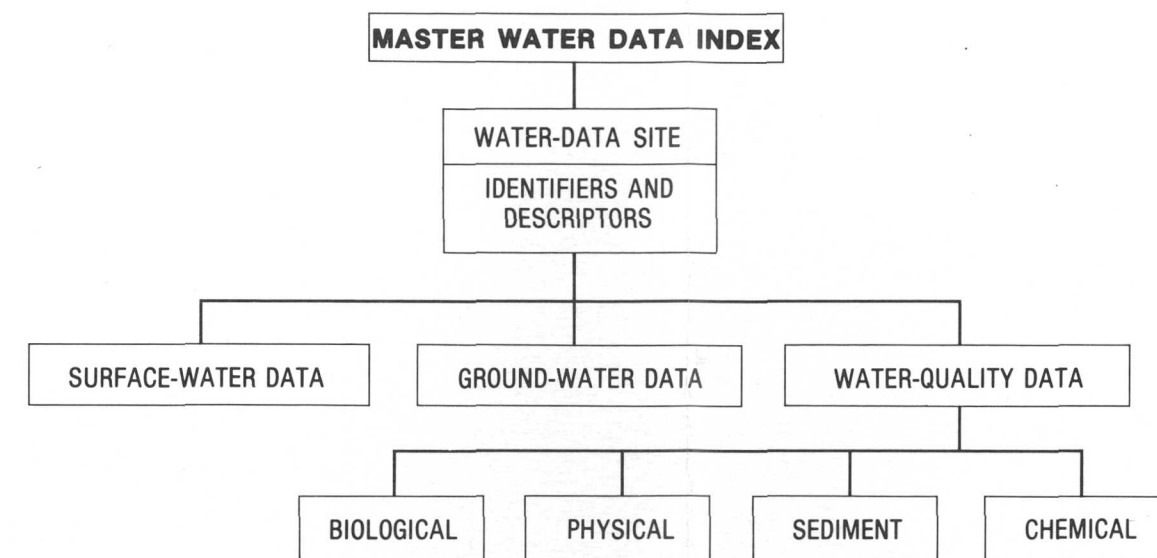 MASTER WATER DATA INDEX
WATER-DATA SITE
IDENTIFIERS AND
DESCRIPTORS
SURFACE-WATER DATA
GROUND-WATER DATA
WATER-QUALITY DATA
BIOLOGICAL
PHYSICAL
SEDIMENT
CHEMICAL